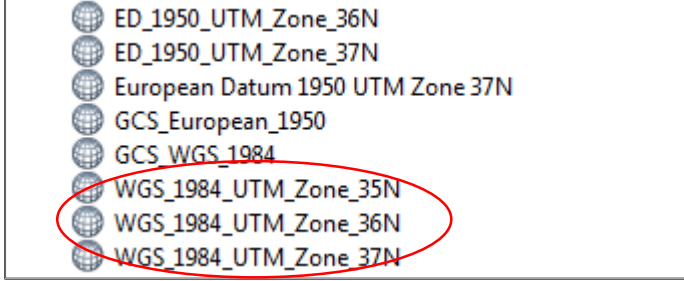 ED_1950_UTM_Zone_36N
ED_1950_UTM_Zone_37N
European Datum 1950 UTM Zone 37N
GCS_European_1950
GCS_WGS_1984
WGS_1984_UTM_Zone_35N
WGS_1984_UTM_Zone_36N
WGS_1984_UTM_Zone_37N